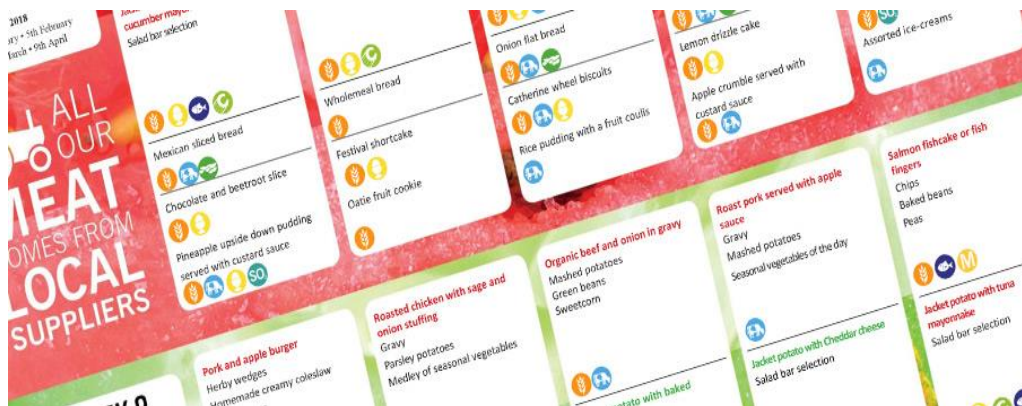 2018
5th February
9th April
ALL
OUR
MEAT
COMES FROM
LOCAL
SUPPLIERS
cucumber mayo
Salad bar selection
Mexican sliced bread
Chocolate and beetroot slice
Pineapple upside down pudding
served with custard sauce
SO
Wholemeal bread
Festival shortcake
Oatie fruit cookie
Onion flat bread
Catherine wheel biscuits
Rice pudding with a fruit coulis
Lemon drizzle cake
Apple crumble served with
custard sauce
SO
Assorted ice-creams
Pork and apple burger
Herby wedges
Homemade creamy coleslaw
Roasted chicken with sage and
onion stuffing
Gravy
Parsley potatoes
Medley of seasonal vegetables
Organic beef and onion in gravy
Mashed potatoes
Green beans
Sweetcorn
potato with baked
Roast pork served with apple
sauce
Gravy
Mashed potatoes
Seasonal vegetables of the day
Jacket potato with Cheddar cheese
Salad bar selection
Salmon fishcake or fish
fingers
Chips
Baked beans
Peas
M
Jacket potato with tuna
mayonnaise
Salad bar selection